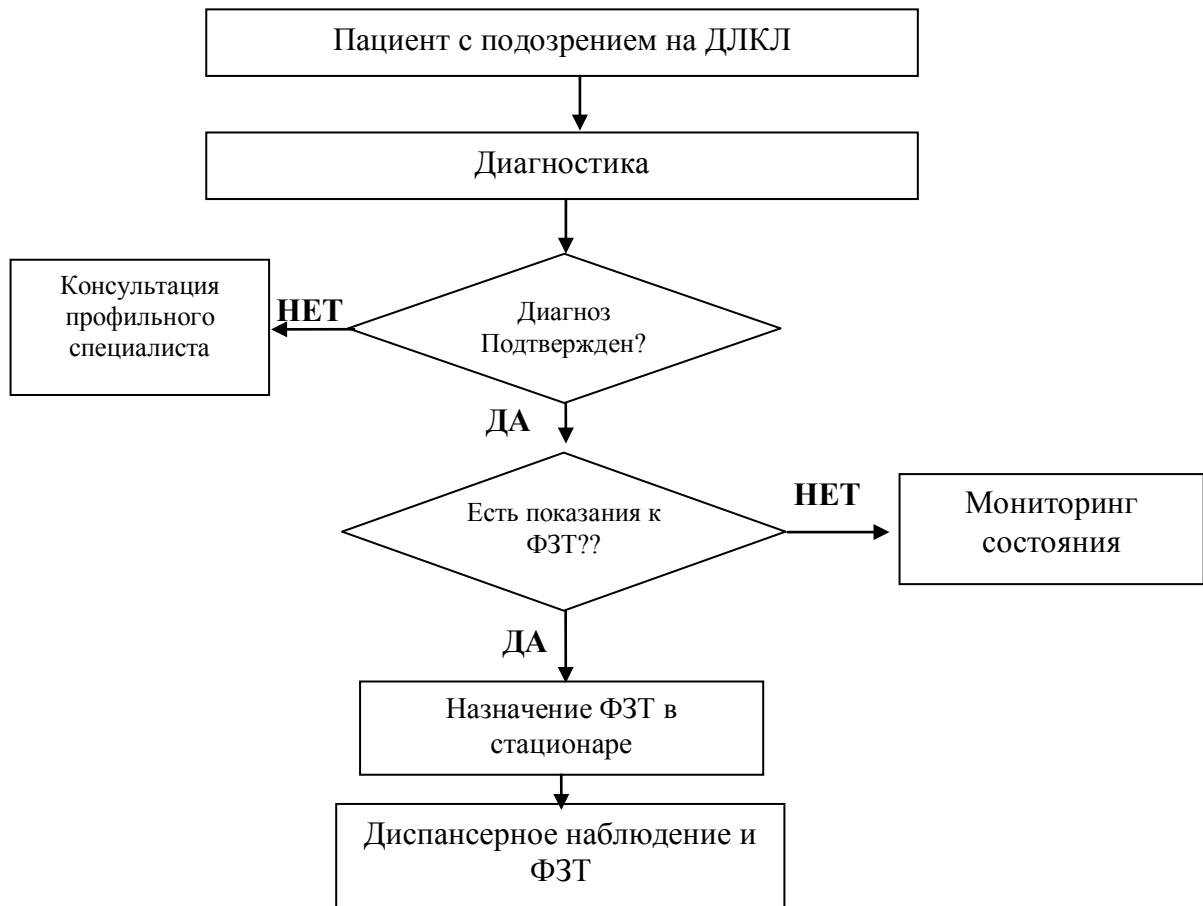 Пациент с подозрением на ДЛКЛ
Диагностика
Консультация
профильного
специалиста
НЕТ
Диагноз
Подтвержден?
ДА
Есть показания к
ФЗТ??
НЕТ
Мониторинг
состояния
ДА
Назначение ФЗТ в
стационаре
Диспансерное наблюдение и
ФЗТ